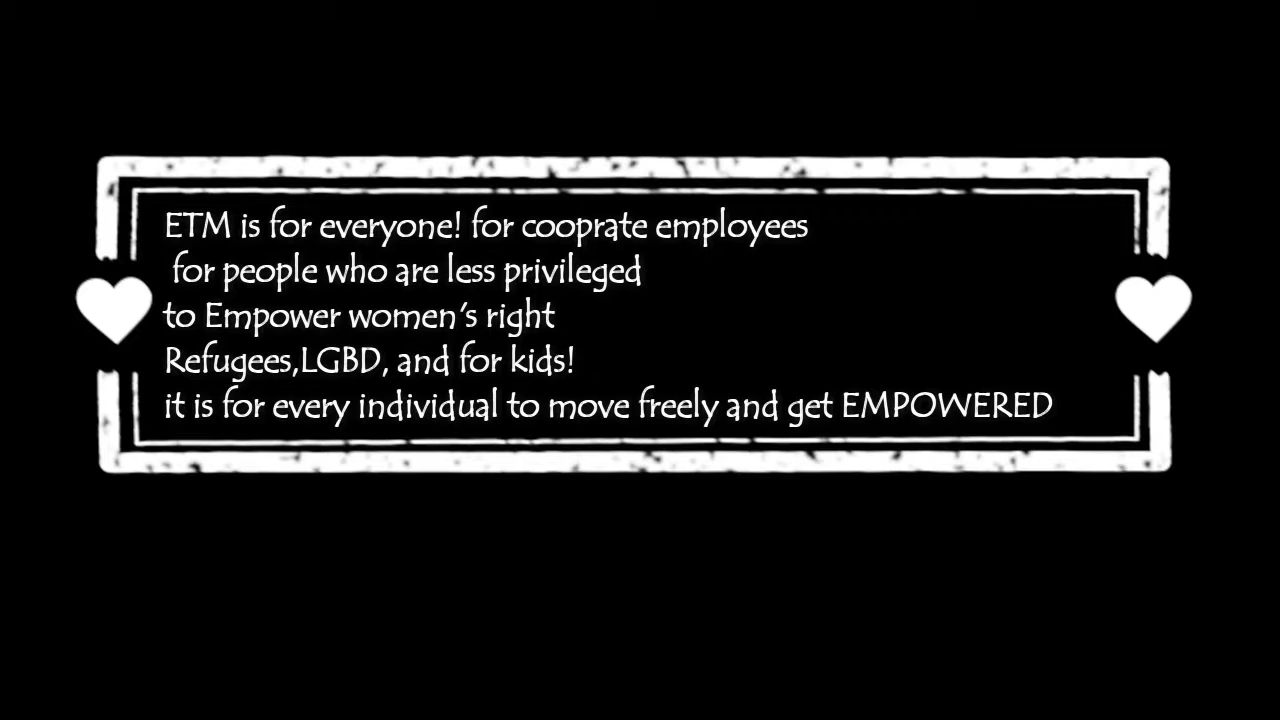 ETM is for everyone! for cooprate employees
for people who are less privileged
to Empower women's right
Refugees,LGBD, and for kids!
it is for every individual to move freely and get EMPOWERED